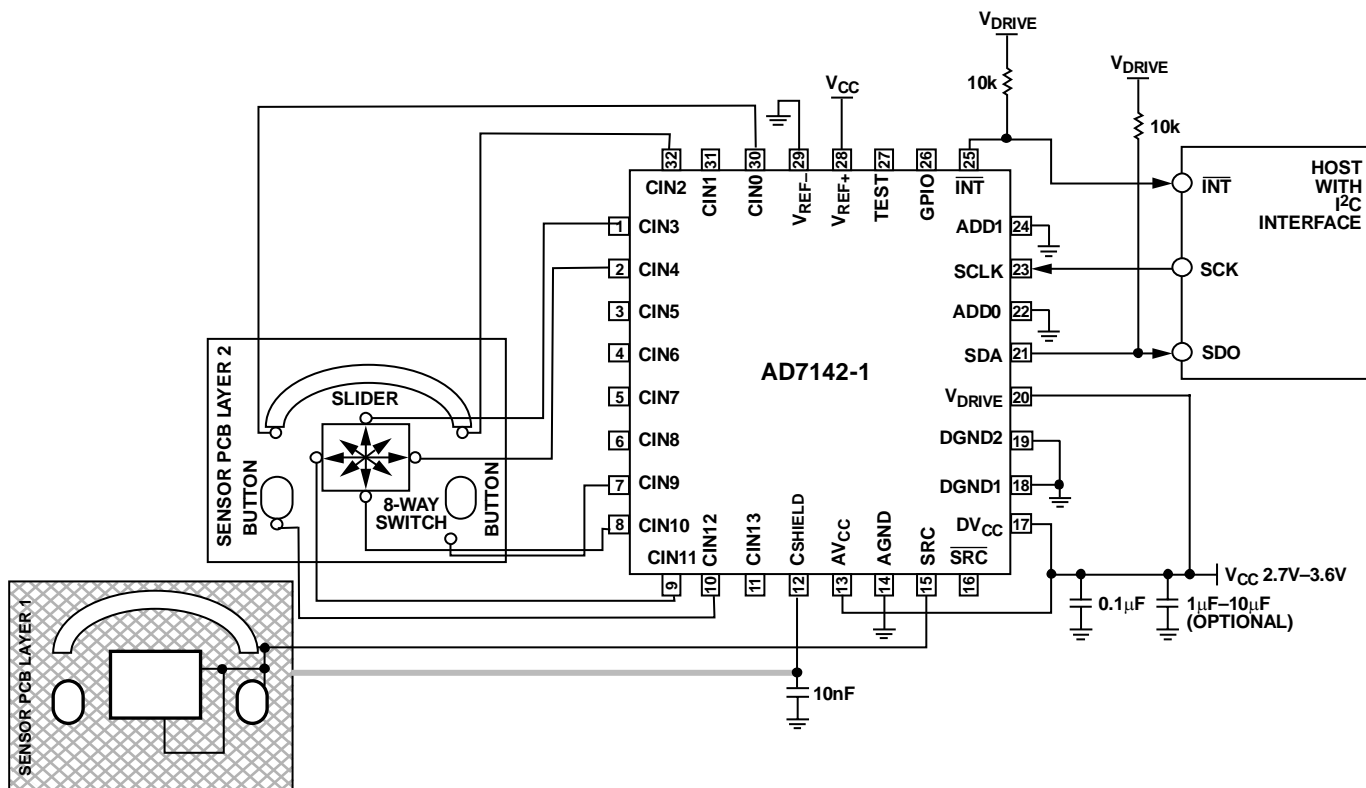 VDRIVE
10k
VDRIVE
10k
VCC
32
31
30
29
28
27
26
25
CIN2
CIN1
CIN0
VREF–
VREF+
TEST
GPIO
INT
HOST
WITH
I2C
INTERFACE
INT
SCK
SDO
1 CIN3
2 CIN4
3 CIN5
4 CIN6
5 CIN7
6 CIN8
7 CIN9
8 CIN10
AD7142-1
ADD1 24
SCLK 23
ADD0 22
SDA 21
VDRIVE 20
DGND2 19
DGND1 18
DVCC 17
CIN11
CIN12
CIN13
CSHIELD
AVCC
AGND
SRC
SRC
9
10
11
12
13
14
15
16
SENSOR PCB LAYER 2
SLIDER
BUTTON
8-WAY
SWITCH
BUTTON
VCC 2.7V–3.6V
0.1µF
1µF–10µF
(OPTIONAL)
SENSOR PCB LAYER 1
10nF